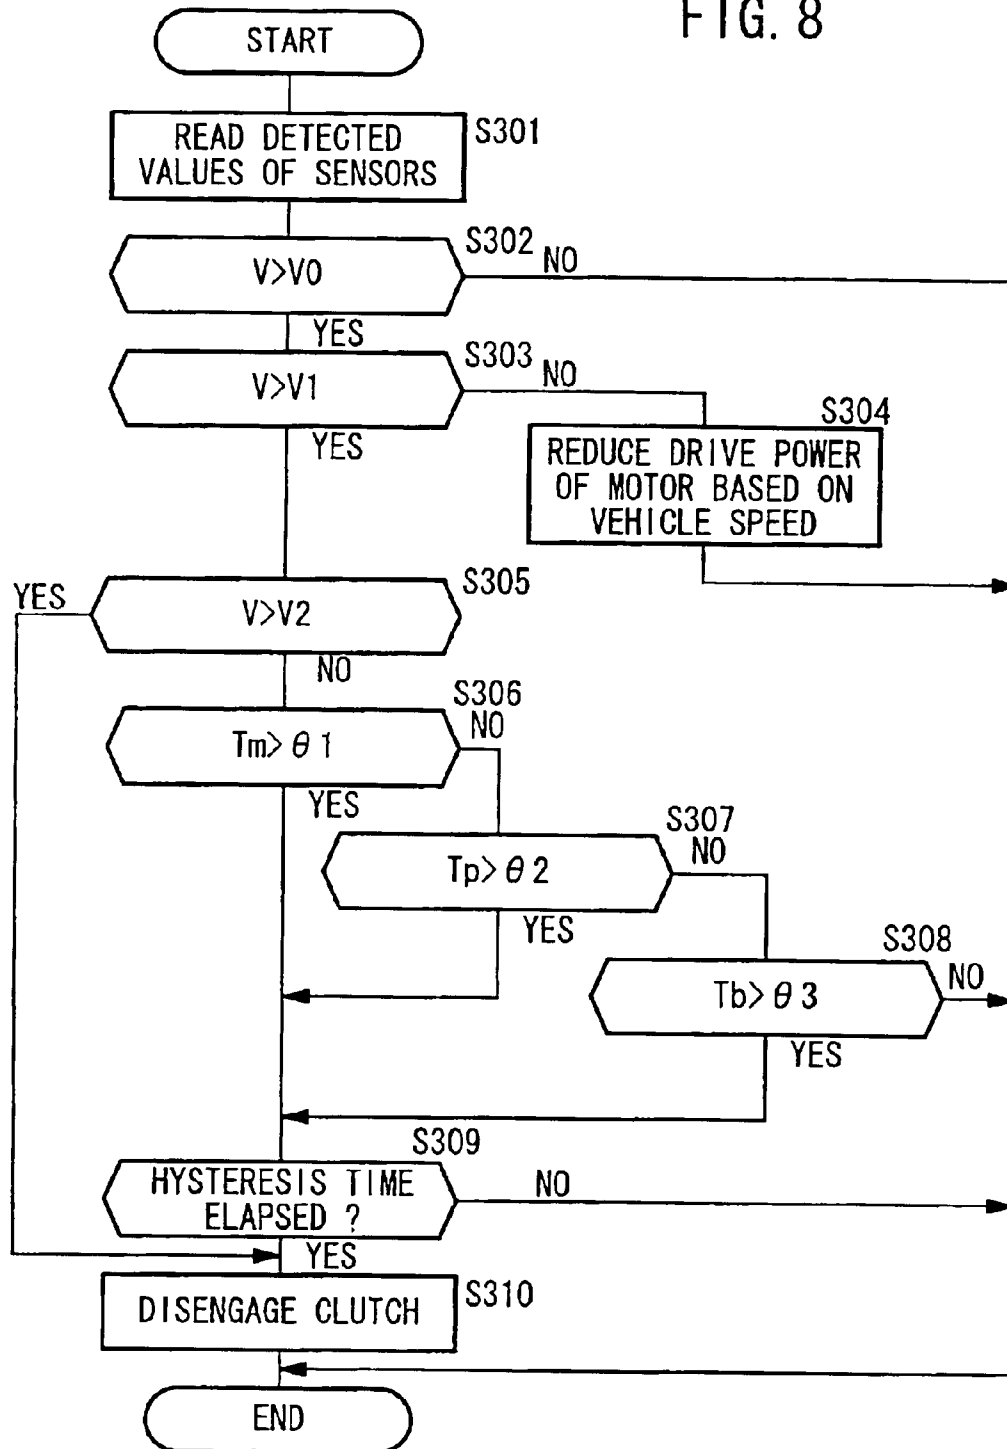 FIG. 8
START
READ DETECTED
VALUES OF SENSORS
S301
V>V0
S302
NO
YES
V>V1
S303
NO
YES
S304
REDUCE DRIVE POWER
OF MOTOR BASED ON
VEHICLE SPEED
YES
V>V2
S305
NO
Tm>θ1
S306
NO
YES
Tp>θ2
S307
NO
YES
Tb>θ3
S308
NO
YES
S309
HYSTERESIS TIME
ELAPSED ?
NO
YES
DISENGAGE CLUTCH
S310
END